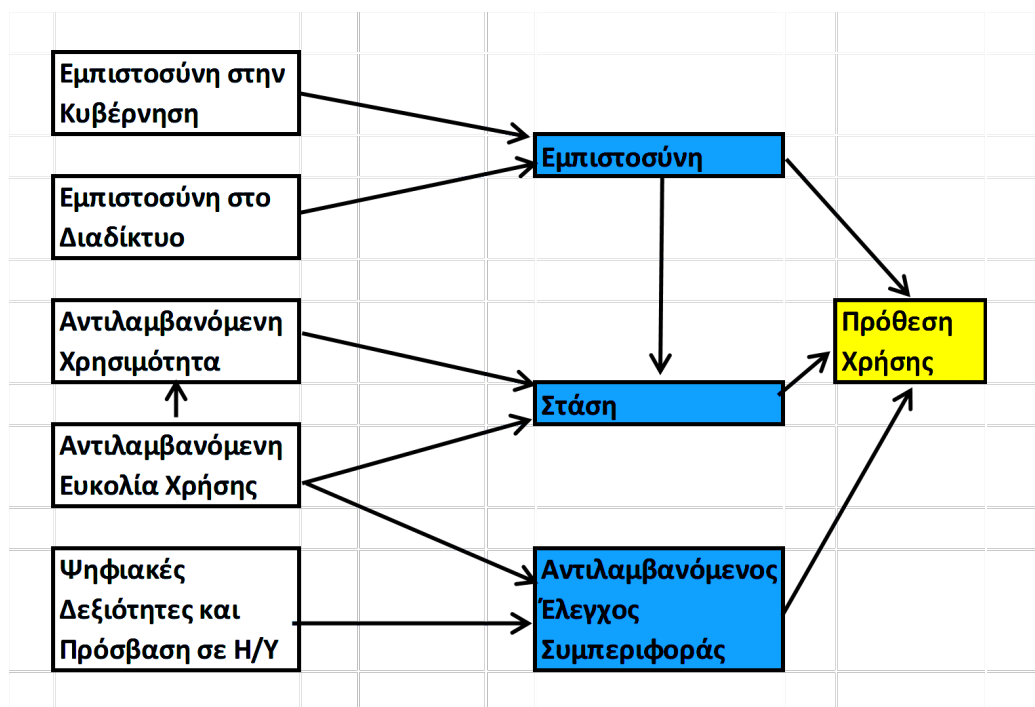 Εμπιστοσύνη στην
Κυβέρνηση
Εμπιστοσύνη
Εμπιστοσύνη στο
Διαδίκτυο
Αντιλαμβανόμενη
Χρησιμότητα
Πρόθεση
Χρήσης
Στάση
Αντιλαμβανόμενη
Ευκολία Χρήσης
Ψηφιακές
Δεξιότητες και
Πρόσβαση σε Η/Υ
Αντιλαμβανόμενος
Έλεγχος
Συμπεριφοράς